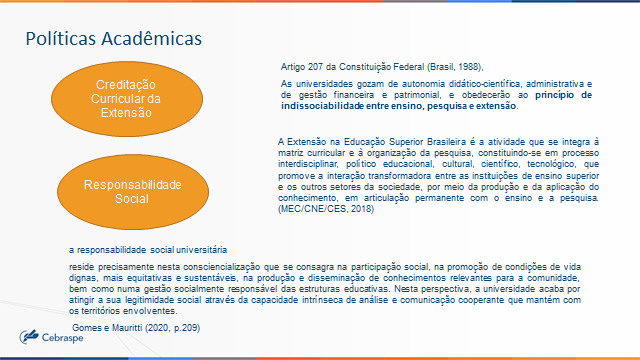 Políticas Acadêmicas
Creditação
Curricular da
Extensão
Artigo 207 da Constituição Federal (Brasil, 1988),
As universidades gozam de autonomia didático-científica, administrativa e
de gestão financeira e patrimonial, e obedecerão ao princípio de
indissociabilidade entre ensino, pesquisa e extensão.
A Extensão na Educação Superior Brasileira é a atividade que se integra à
matriz curricular e à organização da pesquisa, constituindo-se em processo
interdisciplinar, político educacional, cultural, científico, tecnológico, que
promove a interação transformadora entre as instituições de ensino superior
e os outros setores da sociedade, por meio da produção e da aplicação do
conhecimento, em articulação permanente com o ensino e a pesquisa.
(MEC/CNE/CES, 2018)
Responsabilidade
Social
a responsabilidade social universitária
reside precisamente nesta consciencialização que se consagra na participação social, na promoção de condições de vida
dignas, mais equitativas e sustentáveis, na produção e disseminação de conhecimentos relevantes para a comunidade,
bem como numa gestão socialmente responsável das estruturas educativas. Nesta perspectiva, a universidade acaba por
atingir a sua legitimidade social através da capacidade intrínseca de análise e comunicação cooperante que mantém com
os territórios envolventes.
Gomes e Mauritti (2020, p.209)
Cebraspe